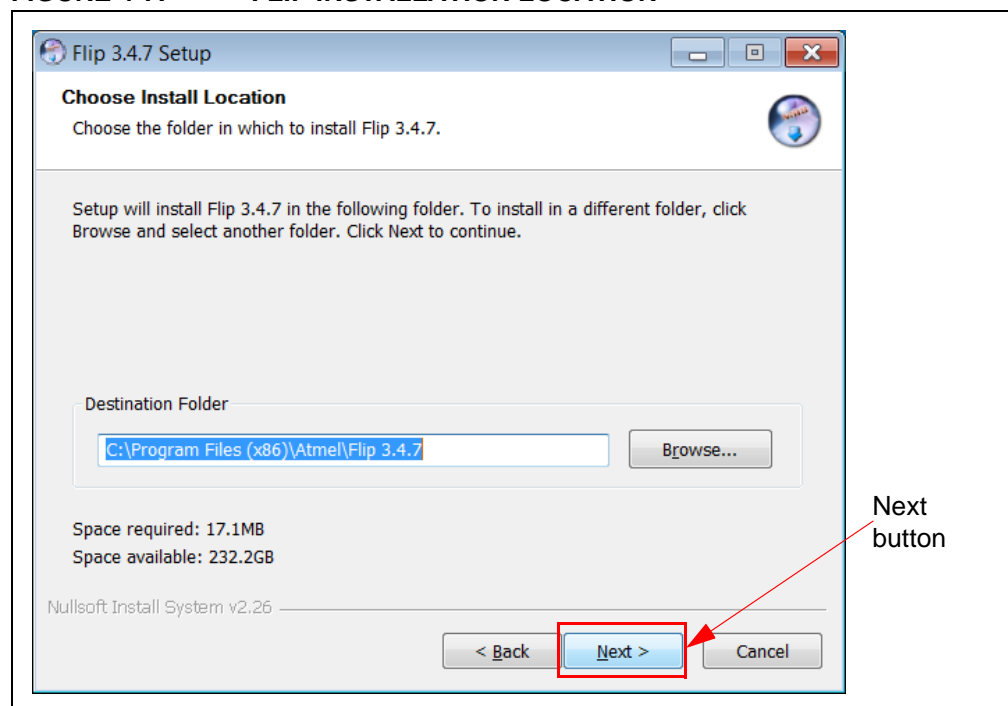 Flip 3.4.7 Setup
Choose Install Location
Choose the folder in which to install Flip 3.4.7.
Setup will install Flip 3.4.7 in the following folder. To install in a different folder, click
Browse and select another folder. Click Next to continue.
Destination Folder
C:\Program Files (x86)\Atmel\Flip 3.4.7
Browse...
Space required: 17.1MB
Space available: 232.2GB
Next
button
Nullsoft Install System v2.26
< Back
Next >
Cancel